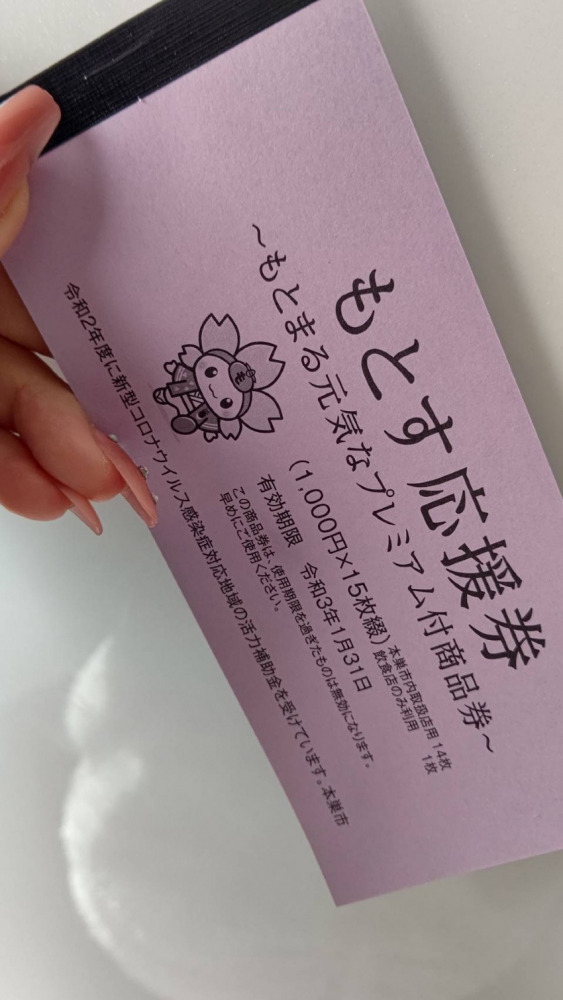 もとす応援券
～もとまる元気なプレミアム付商品券～
(1,000円×15枚綴)
本巣市内取扱店用 14枚
飲食店のみ利用 1枚
有効期限 令和3年1月31日
この商品券は、使用期限を過ぎたものは無効になります。
早めにご使用ください。
令和2年度に新型コロナウイルス感染症対応地域の活力補助金を受けています。本巣市